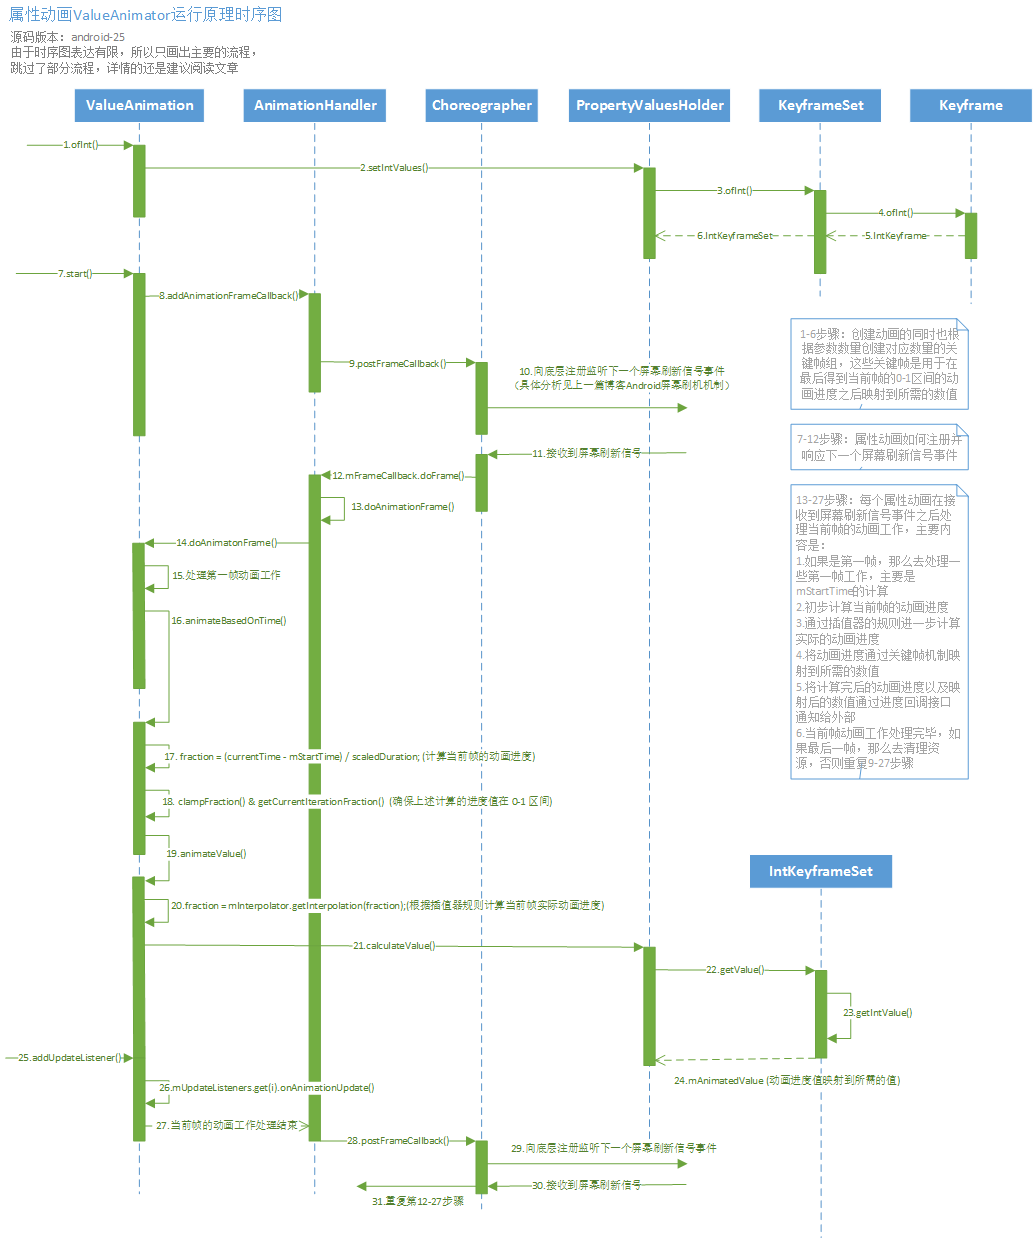 属性动画ValueAnimator运行原理时序图
源码版本：android-25
由于时序图表达有限，所以只画出主要的流程，
跳过了部分流程，详情的还是建议阅读文章
ValueAnimation
AnimationHandler
Choreographer
PropertyValuesHolder
KeyframeSet
Keyframe
1.ofInt()
2.setIntValues()
3.ofInt()
4.ofInt()
5.IntKeyframe
6.IntKeyframeSet
7.start()
8.addAnimationFrameCallback()
9.postFrameCallback()
10.向底层注册监听下一个屏幕刷新信号事件
（具体分析见上一篇博客Android屏幕刷机机制）
11.接收到屏幕刷新信号
12.mFrameCallback.doFrame()
13.doAnimationFrame()
14.doAnimatonFrame()
15.处理第一帧动画工作
16.animateBasedOnTime()
17. fraction = (currentTime - mStartTime) / scaledDuration; (计算当前帧的动画进度)
18. clampFraction() & getCurrentIterationFraction() (确保上述计算的进度值在 0-1 区间)
19.animateValue()
20.fraction = mInterpolator.getInterpolation(fraction);(根据插值器规则计算当前帧实际动画进度)
21.calculateValue()
IntKeyframeSet
22.getValue()
23.getIntValue()
24.mAnimatedValue (动画进度值映射到所需的值)
25.addUpdateListener()
26.mUpdateListeners.get(i).onAnimationUpdate()
27.当前帧的动画工作处理结束
28.postFrameCallback()
29.向底层注册监听下一个屏幕刷新信号事件
30.接收到屏幕刷新信号
31.重复第12-27步骤
1-6步骤：创建动画的同时也根
据参数数量创建对应数量的关
键帧组，这些关键帧是用于在
最后得到当前帧的0-1区间的动
画进度之后映射到所需的数值
7-12步骤：属性动画如何注册并
响应下一个屏幕刷新信号事件
13-27步骤：每个属性动画在接
收到屏幕刷新信号事件之后处
理当前帧的动画工作，主要内
容是：
1.如果是第一帧，那么去处理一
些第一帧工作，主要是
mStartTime的计算
2.初步计算当前帧的动画进度
3.通过插值器的规则进一步计算
实际的动画进度
4.将动画进度通过关键帧机制映
射到所需的数值
5.将计算完后的动画进度以及映
射后的数值通过进度回调接口
通知给外部
6.当前帧动画工作处理完毕，如
果最后一帧，那么去清理资
源，否则重复9-27步骤